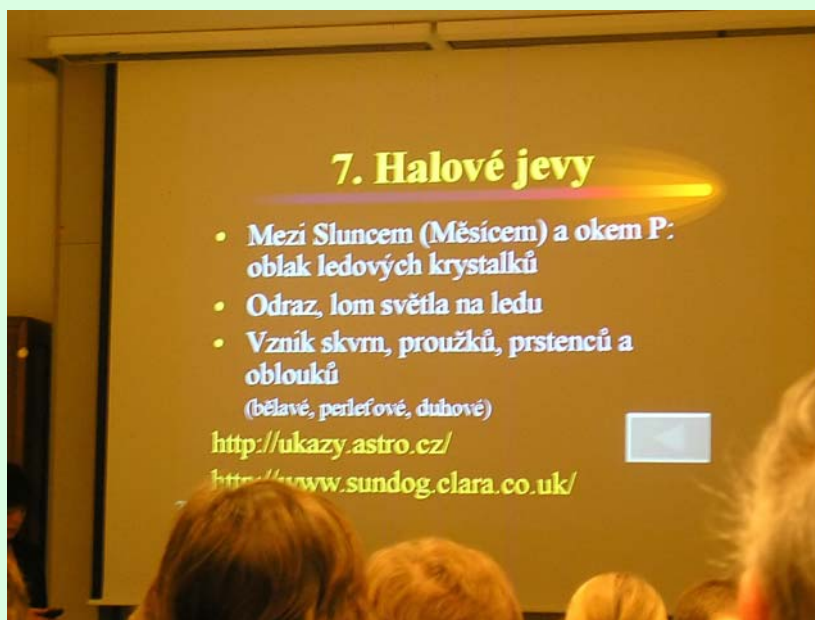 7. Halové jevy
• Mezi Sluncem (Měsícem) a okem P:
oblak ledových krystalků
• Odraz, lom světla na ledu
• Vznik skvrn, proužků, prstenců a
oblouků
(bělavé, perleťové, duhové)
http://ukazy.astro.cz/
http://www.sundog.clara.co.uk/